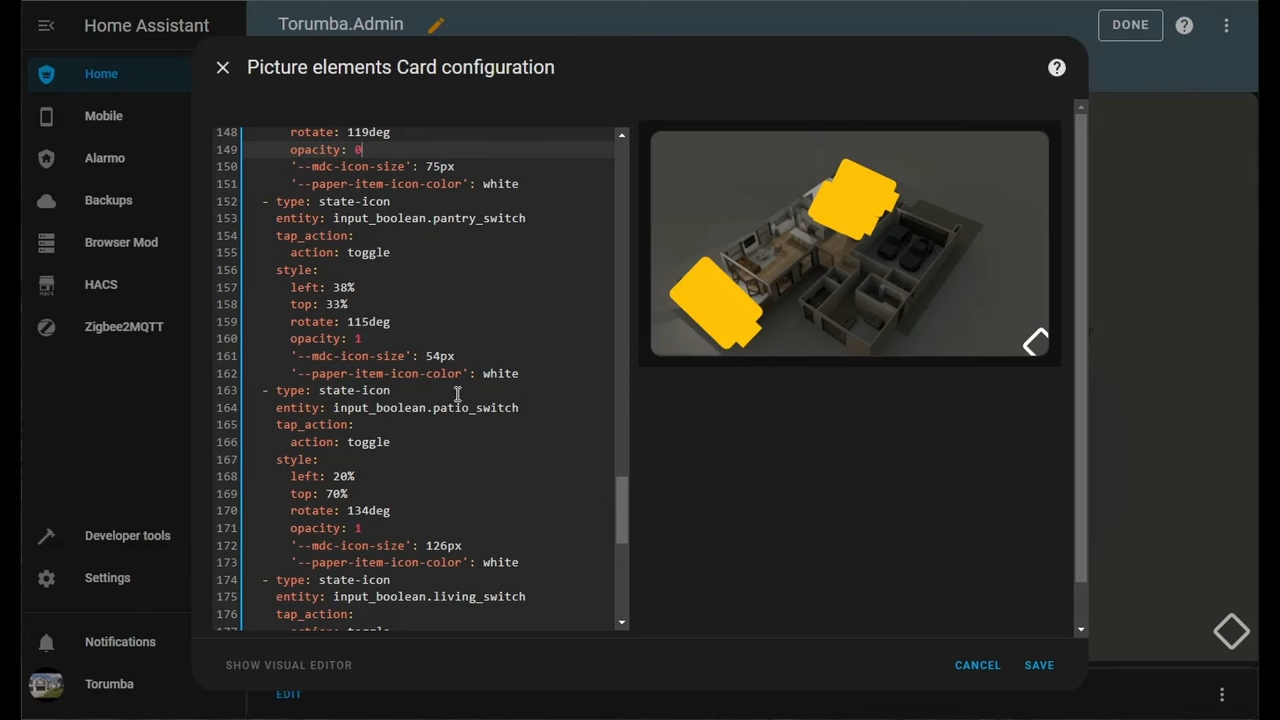 Home Assistant
Torumba.Admin
DONE
Home
Mobile
Alarmo
Backups
Browser Mod
HACS
HACS
Zigbee2MQTT
Developer tools
Settings
Notifications
Torumba
Picture elements Card configuration
148 rotate: 119deg
149 opacity: 0
150 '--mdc-icon-size': 75px
151 '--paper-item-icon-color': white
152 - type: state-icon
153 entity: input_boolean.pantry_switch
154 tap_action:
155 action: toggle
156 style:
157 left: 38%
158 top: 33%
159 rotate: 115deg
160 opacity: 1
161 '--mdc-icon-size': 54px
162 '--paper-item-icon-color': white
163 - type: state-icon
164 entity: input_boolean.patio_switch
165 tap_action:
166 action: toggle
167 style:
168 left: 20%
169 top: 70%
170 rotate: 134deg
171 opacity: 1
172 '--mdc-icon-size': 126px
173 '--paper-item-icon-color': white
174 - type: state-icon
175 entity: input_boolean.living_switch
176 tap_action:
177 action: toggle
SHOW VISUAL EDITOR
CANCEL
SAVE
EDIT